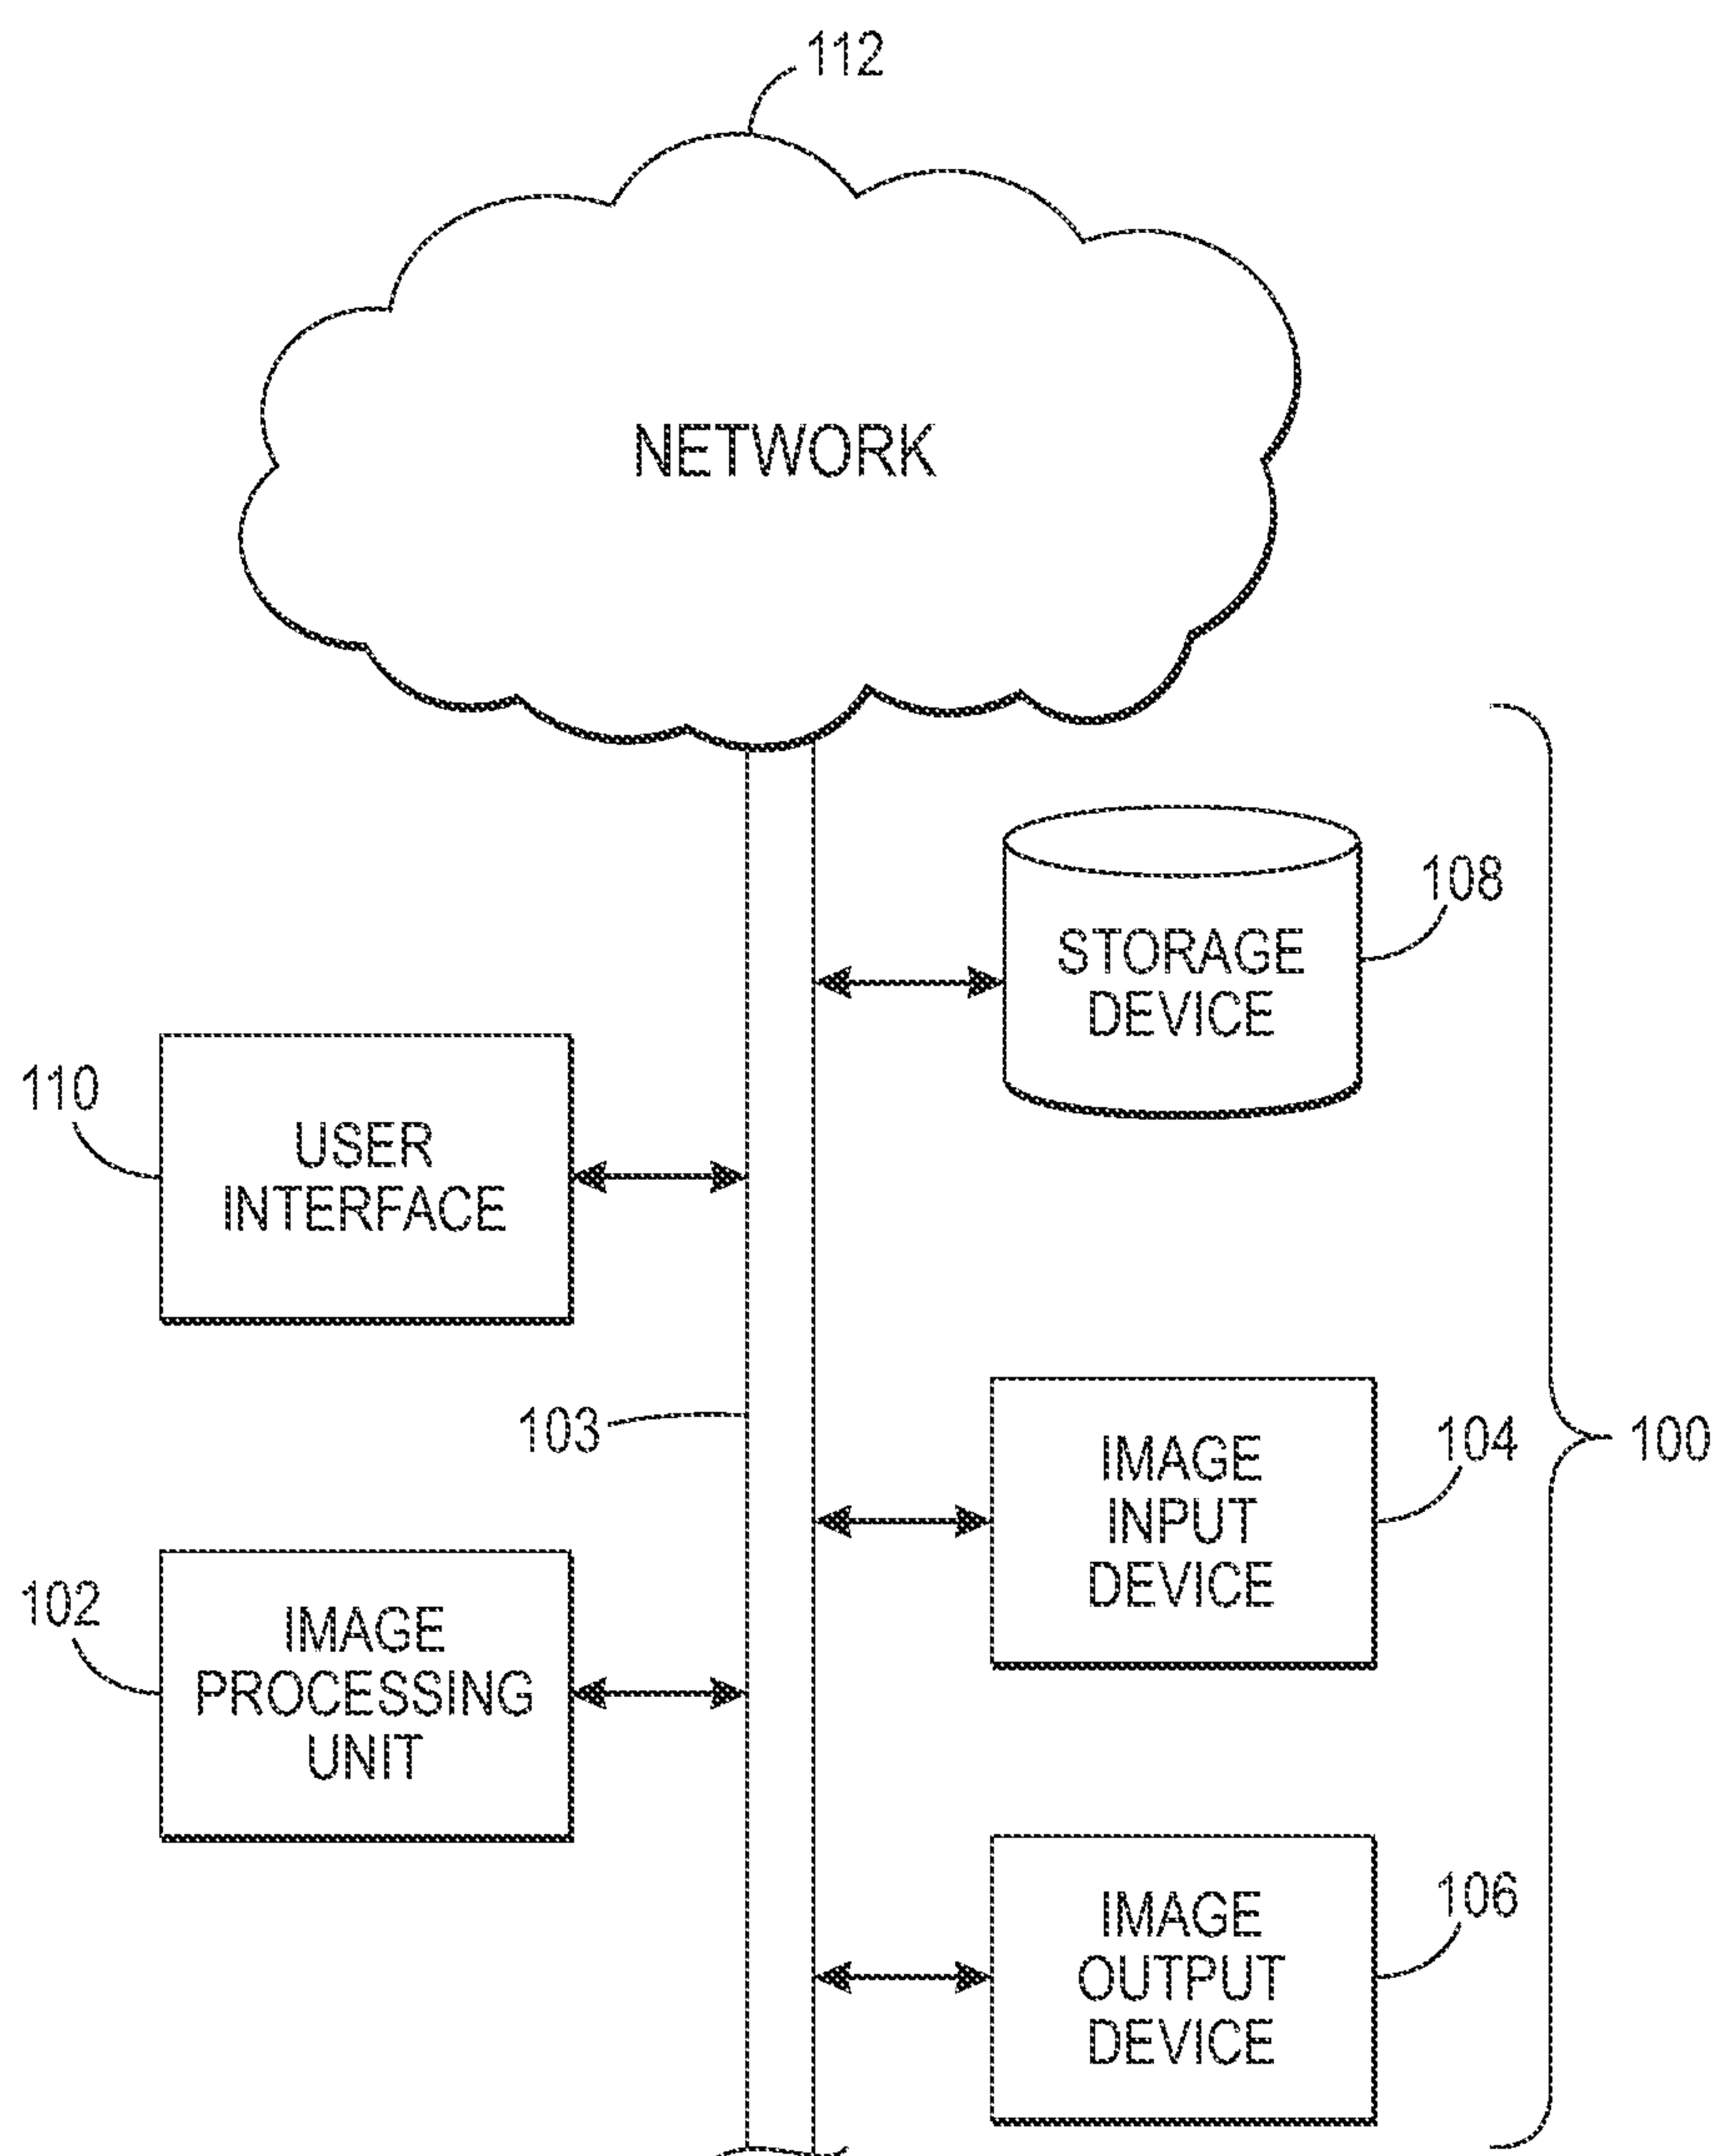 112
NETWORK
108
STORAGE
DEVICE
110
USER
INTERFACE
103
IMAGE
INPUT
DEVICE
104
100
102
IMAGE
PROCESSING
UNIT
IMAGE
OUTPUT
DEVICE
106